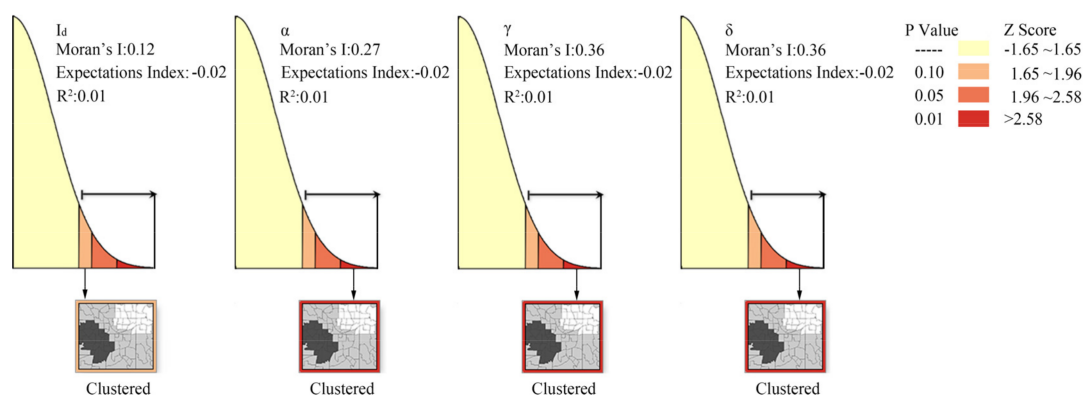 I_d
Moran's I:0.12
Expectations Index:-0.02
R²:0.01
Clustered
α
Moran's I:0.27
Expectations Index:-0.02
R²:0.01
Clustered
γ
Moran's I:0.36
Expectations Index:-0.02
R²:0.01
Clustered
δ
Moran's I:0.36
Expectations Index:-0.02
R²:0.01
Clustered
P Value Z Score
----- -1.65 ~1.65
0.10 1.65~1.96
0.05 1.96 ~2.58
0.01 >2.58